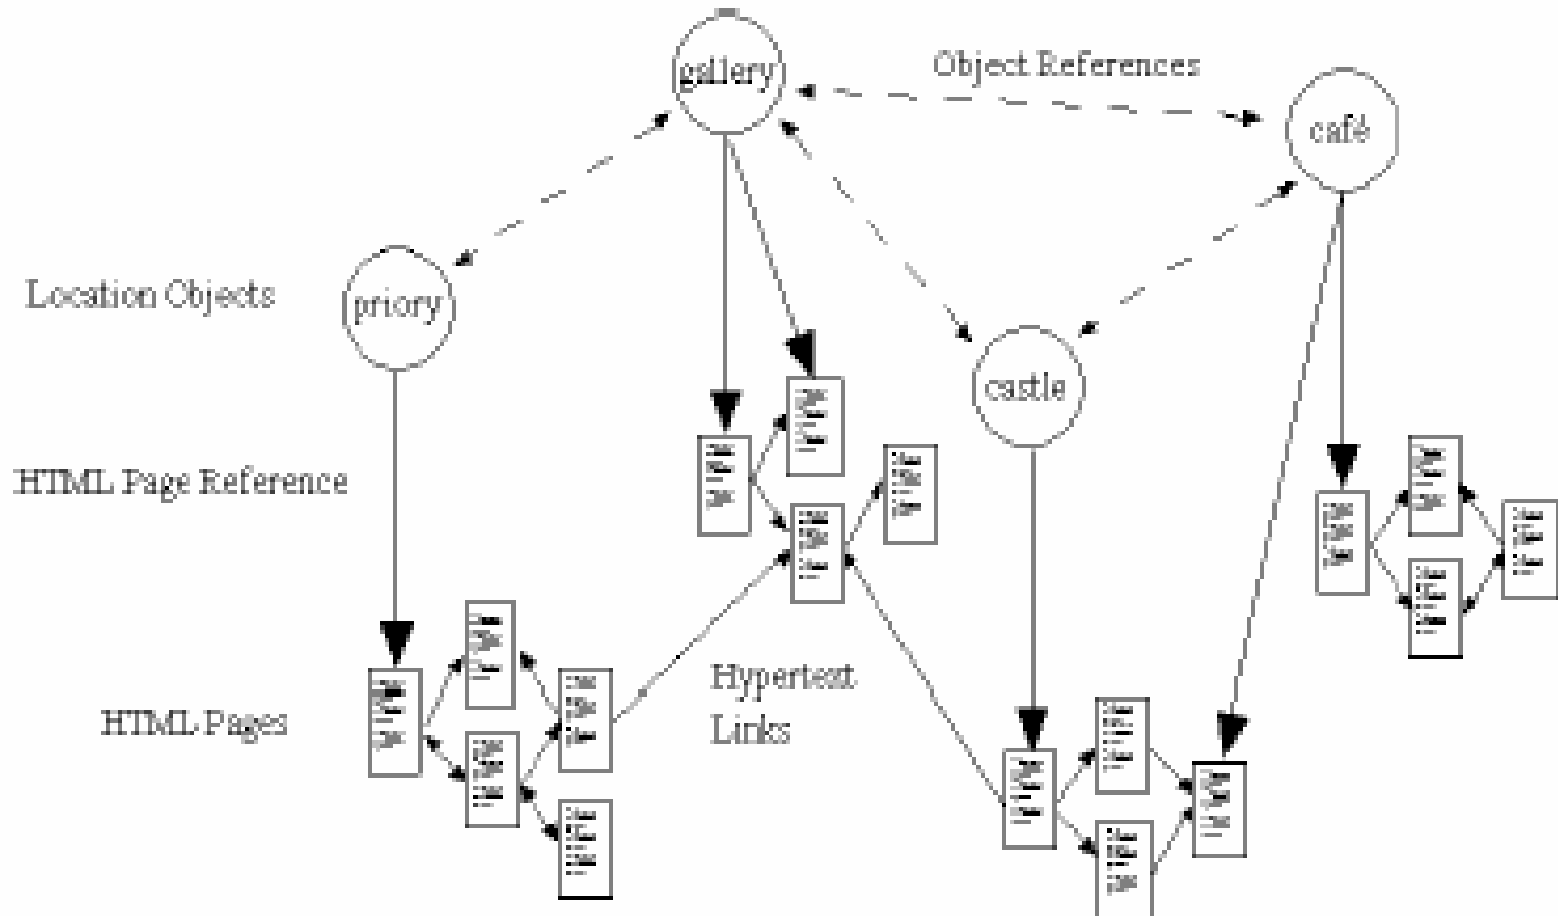 gallery
Object References
café
Location Objects
priory
castle
HTML Page Reference
Hypertext
Links
HTML Pages